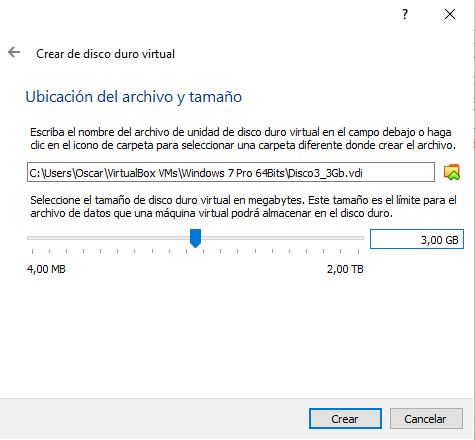 ?
Crear de disco duro virtual
Ubicación del archivo y tamaño
Escriba el nombre del archivo de unidad de disco duro virtual en el campo debajo o haga
clic en el icono de carpeta para seleccionar una carpeta diferente donde crear el archivo.
C:\Users\Oscar\VirtualBox VMs\Windows 7 Pro 64Bits\Disco3_3Gb.vdi
Seleccione el tamaño de disco duro virtual en megabytes. Este tamaño es el límite para el
archivo de datos que una máquina virtual podrá almacenar en el disco duro.
3,00 GB
4,00 MB 2,00 TB
Crear Cancelar